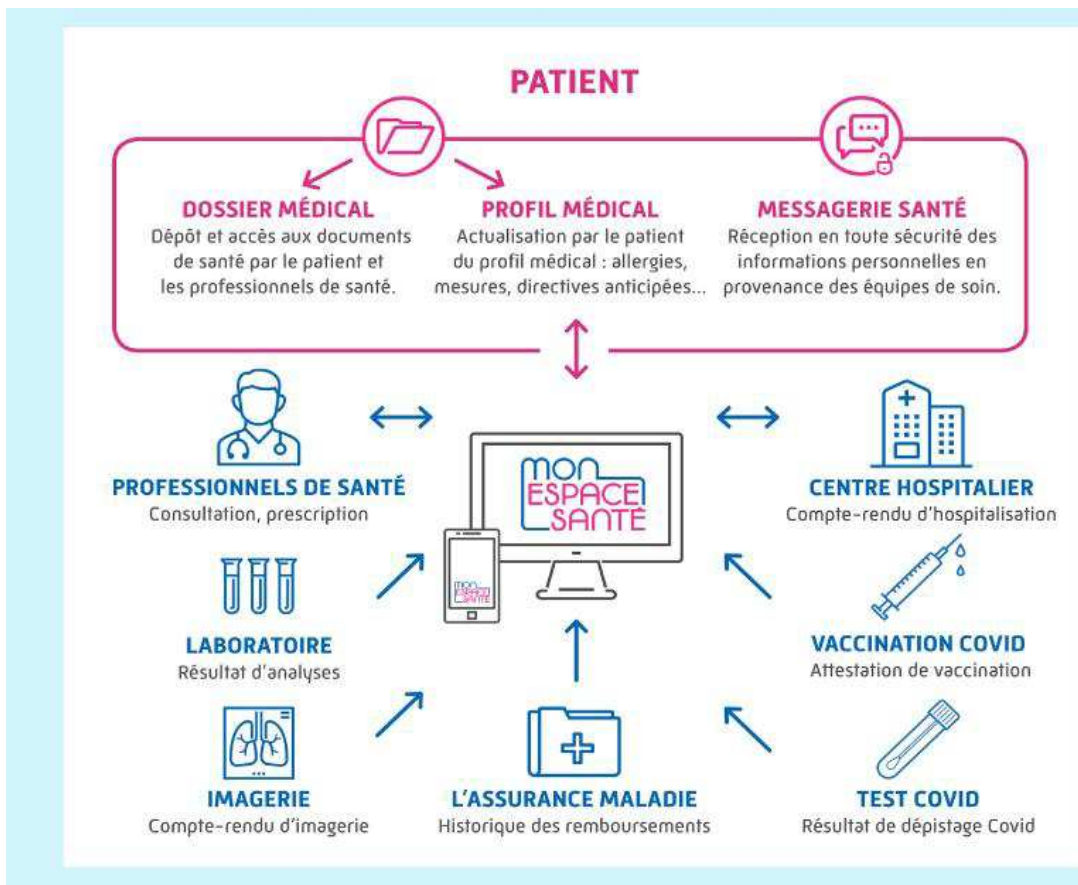 PATIENT
DOSSIER MÉDICAL
Dépôt et accès aux documents
de santé par le patient et
les professionnels de santé.
PROFIL MÉDICAL
Actualisation par le patient
du profil médical : allergies,
mesures, directives anticipées...
MESSAGERIE SANTÉ
Réception en toute sécurité des
informations personnelles en
provenance des équipes de soin.
PROFESSIONNELS DE SANTÉ
Consultation, prescription
mon
ESPACE
SANTÉ
mon
ESPACE
SANTÉ
CENTRE HOSPITALIER
Compte-rendu d'hospitalisation
LABORATOIRE
Résultat d'analyses
VACCINATION COVID
Attestation de vaccination
IMAGERIE
Compte-rendu d'imagerie
L'ASSURANCE MALADIE
Historique des remboursements
TEST COVID
Résultat de dépistage Covid